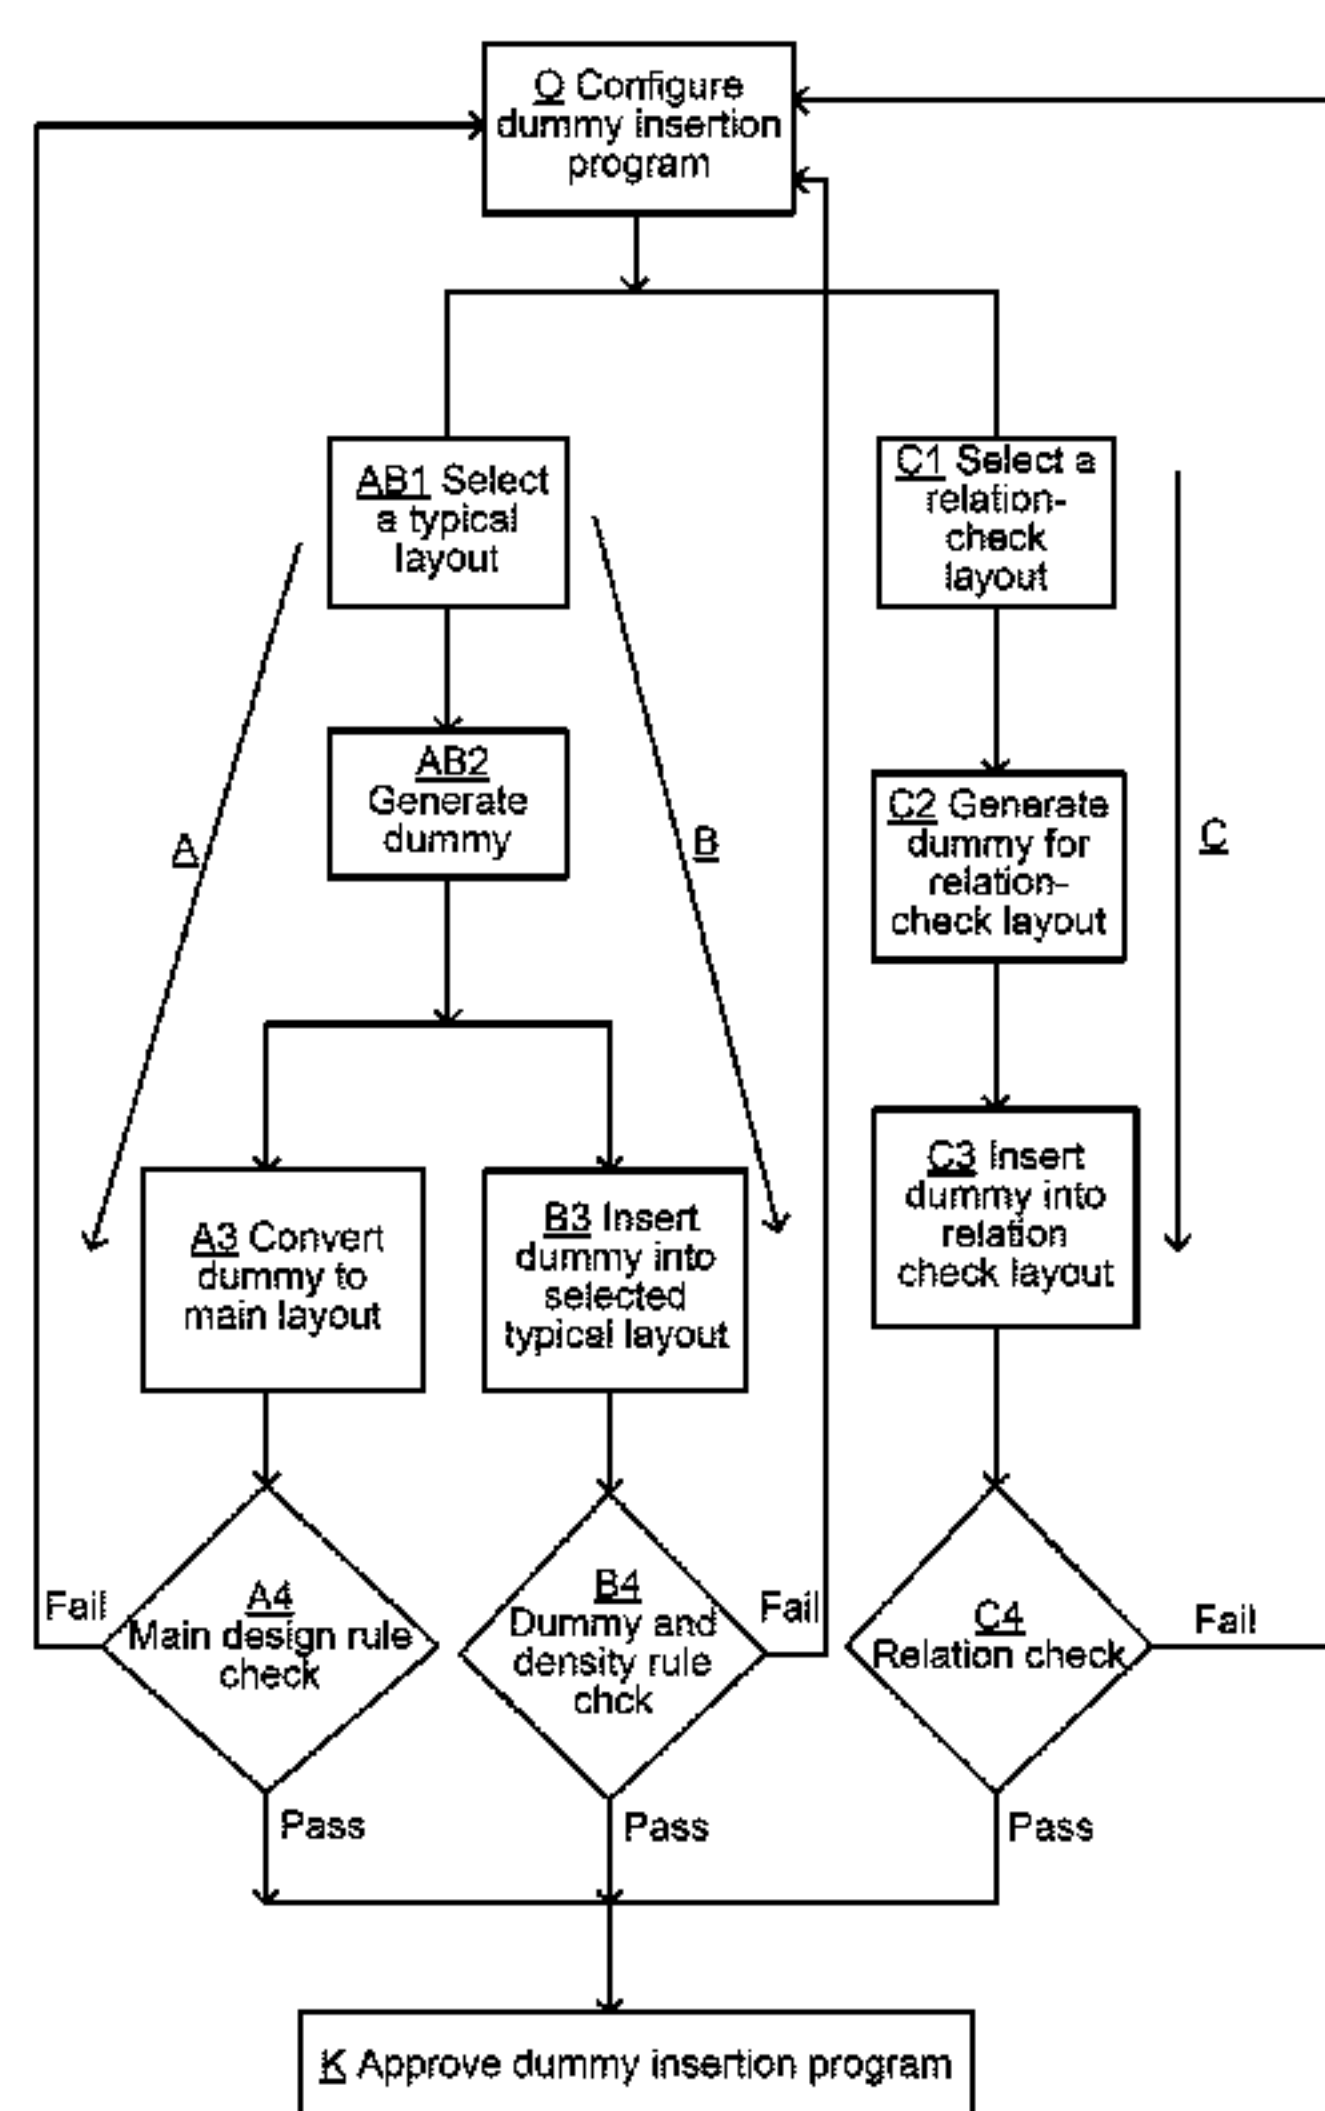 O Configure
dummy insertion
program
AB1 Select
a typical
layout
C1 Select a
relation-
check
layout
AB2
Generate
dummy
A
B
C2 Generate
dummy for
relation-
check layout
C
A3 Convert
dummy to
main layout
B3 Insert
dummy into
selected
typical layout
C3 Insert
dummy into
relation
check layout
Fail
A4
Main design rule
check
B4
Dummy and
density rule
chck
Fail
C4
Relation check
Fail
Pass
Pass
Pass
K Approve dummy insertion program